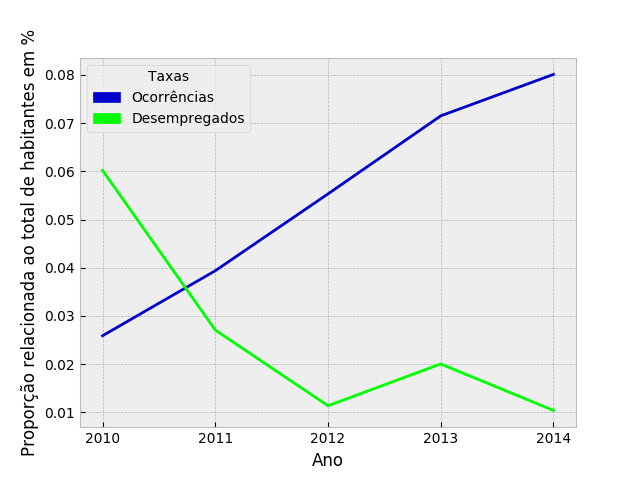 Proporção relacionada ao total de habitantes em %
Taxas
Ocorrências
Desempregados
0.08
0.07
0.06
0.05
0.04
0.03
0.02
0.01
2010 2011 2012 2013 2014
Ano